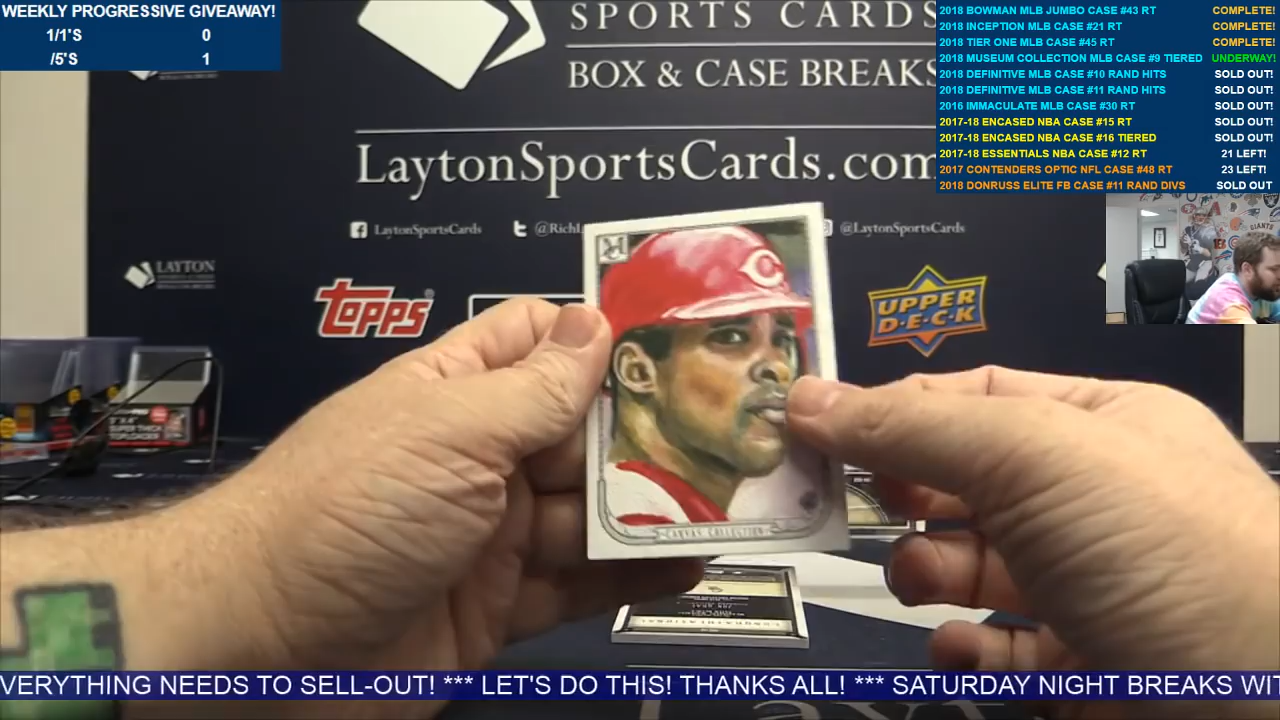 WEEKLY PROGRESSIVE GIVEAWAY!
1/1'S 0
/5'S 1
2018 BOWMAN MLB JUMBO CASE #43 RT COMPLETE!
2018 INCEPTION MLB CASE #21 RT COMPLETE!
2018 TIER ONE MLB CASE #45 RT COMPLETE!
2018 MUSEUM COLLECTION MLB CASE #9 TIERED UNDERWAY!
2018 DEFINITIVE MLB CASE #10 RAND HITS SOLD OUT!
2018 DEFINITIVE MLB CASE #11 RAND HITS SOLD OUT!
2016 IMMACULATE MLB CASE #30 RT SOLD OUT!
2017-18 ENCASED NBA CASE #15 RT SOLD OUT!
2017-18 ENCASED NBA CASE #16 TIERED SOLD OUT!
2017-18 ESSENTIALS NBA CASE #12 RT 21 LEFT!
2017 CONTENDERS OPTIC NFL CASE #48 RT 23 LEFT!
2018 DONRUSS ELITE FB CASE #11 RAND DIVS SOLD OUT
SPORTS CARDS
BOX & CASE BREAKS
LaytonSportsCards.com
LaytonSportsCards
@RichL
@LaytonSportsCards
LAYTON
TOPPS
UPPER DECK
C
CANVAS COLLECTION
SUPER THICK
TOPLOADER
CONGRATULATIONS!
VERYTHING NEEDS TO SELL-OUT! *** LET'S DO THIS! THANKS ALL! *** SATURDAY NIGHT BREAKS WIT